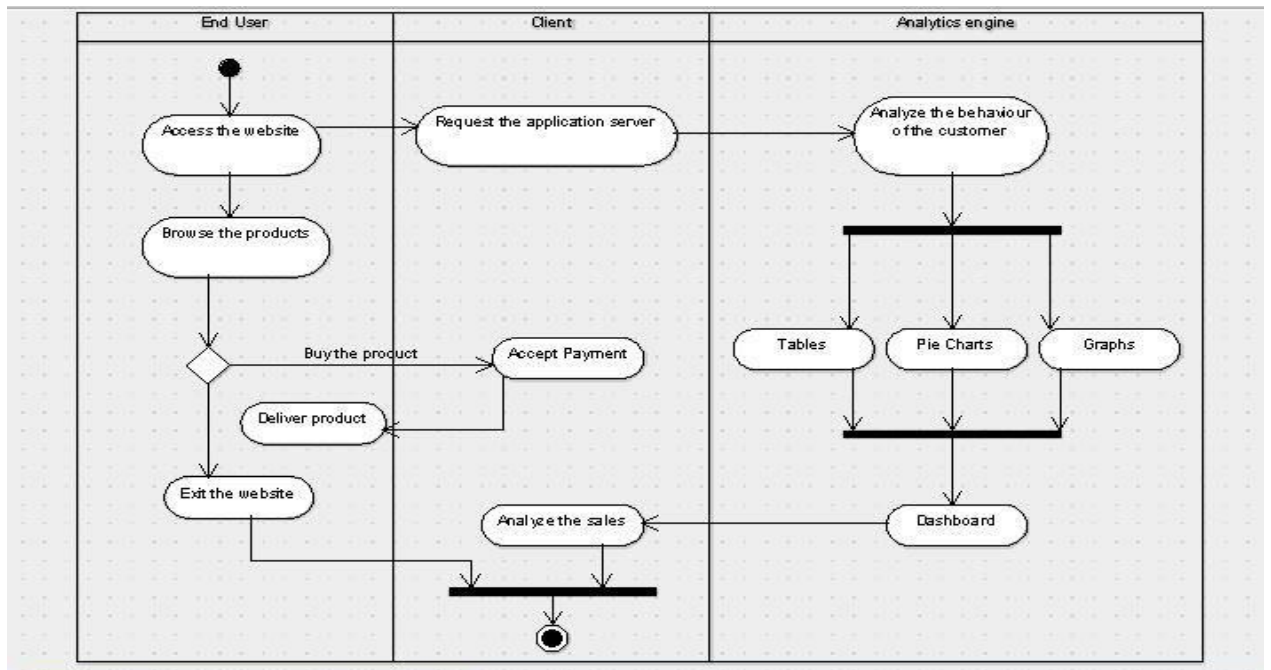 End User
Client
Analytics engine
Access the website
Request the application server
Analyze the behaviour
of the customer
Browse the products
Buy the product
Accept Payment
Tables
Pie Charts
Graphs
Deliver product
Exit the website
Analyze the sales
Dashboard